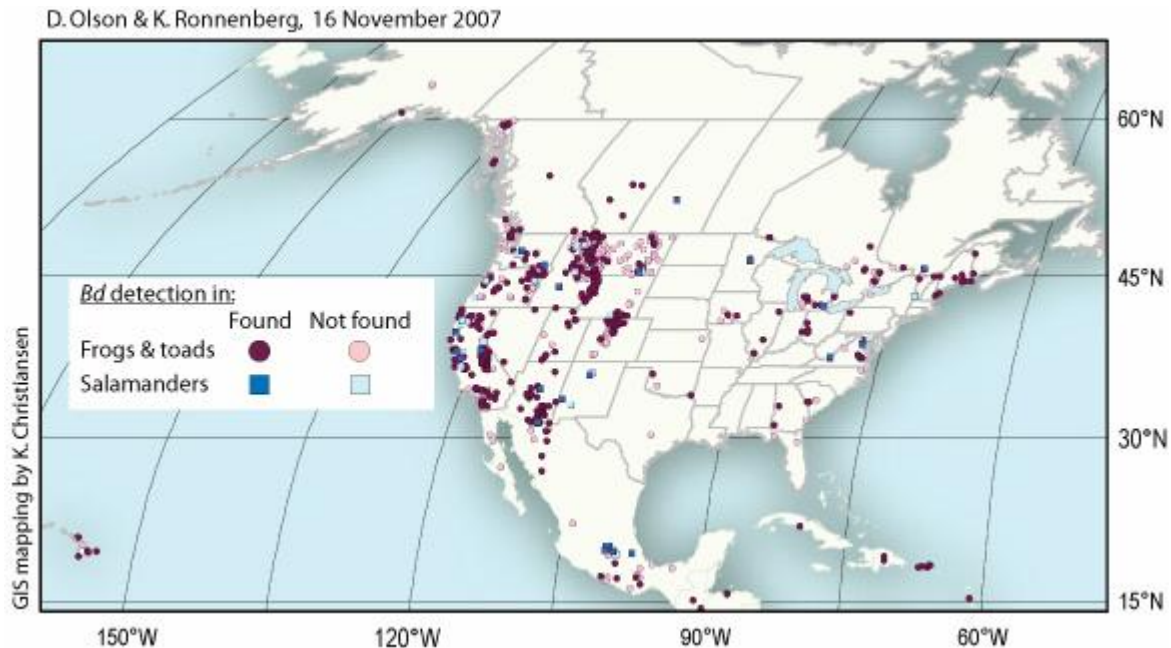 D. Olson & K. Ronnenberg, 16 November 2007
60°N
45°N
30°N
15°N
Bd detection in:
Found Not found
Frogs & toads
Salamanders
GIS mapping by K. Christiansen
150°W 120°W 90°W 60°W